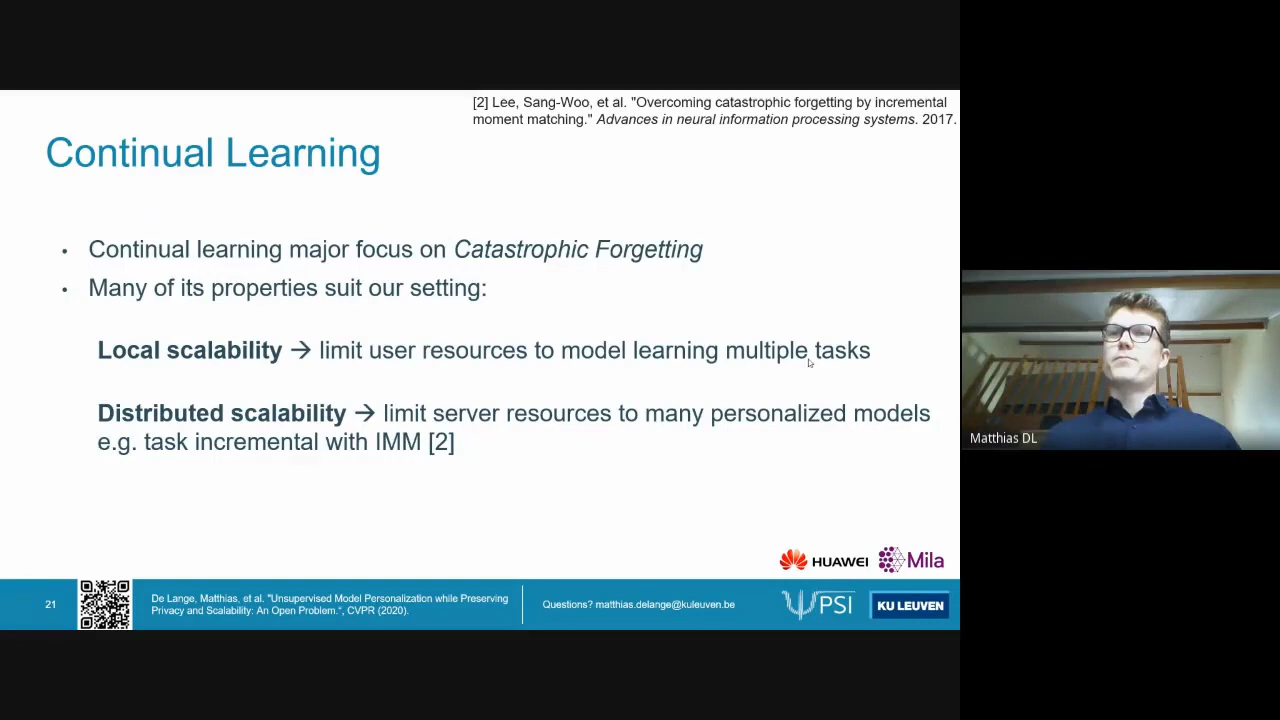 [2] Lee, Sang-Woo, et al. "Overcoming catastrophic forgetting by incremental
moment matching." Advances in neural information processing systems. 2017.
Continual Learning
• Continual learning major focus on Catastrophic Forgetting
• Many of its properties suit our setting:
Local scalability → limit user resources to model learning multiple tasks
Distributed scalability → limit server resources to many personalized models
e.g. task incremental with IMM [2]
Matthias DL
HUAWEI
Mila
21
De Lange, Matthias, et al. "Unsupervised Model Personalization while Preserving
Privacy and Scalability: An Open Problem.", CVPR (2020).
Questions? matthias.delange@kuleuven.be
PSI
KU LEUVEN